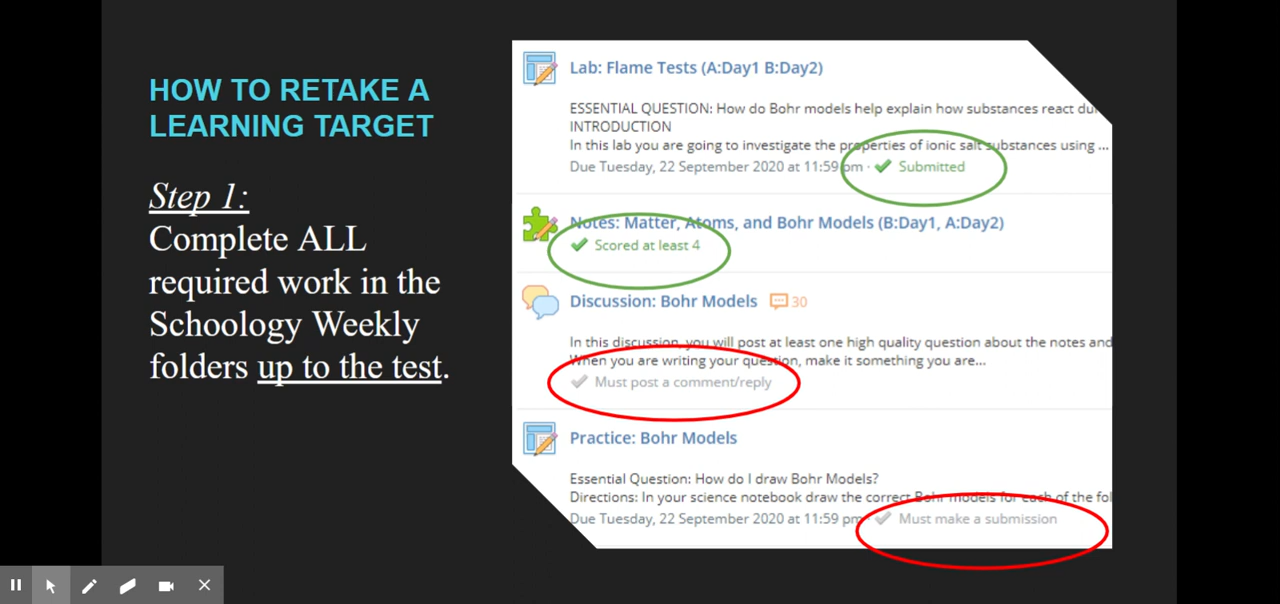 HOW TO RETAKE A
LEARNING TARGET
Step 1:
Complete ALL
required work in the
Schoology Weekly
folders up to the test.
Lab: Flame Tests (A:Day1 B:Day2)
ESSENTIAL QUESTION: How do Bohr models help explain how substances react
INTRODUCTION
In this lab you are going to investigate the properties of ionic salt substances using ...
Due Tuesday, 22 September 2020 at 11:59 pm · Submitted
Notes: Matter, Atoms, and Bohr Models (B:Day1, A:Day2)
Scored at least 4
Discussion: Bohr Models 30
In this discussion, you will post at least one high quality question about the notes and
When you are writing your question, make it something you are...
Must post a comment/reply
Practice: Bohr Models
Essential Question: How do I draw Bohr Models?
Directions: In your science notebook draw the correct Bohr models for each of the fol
Due Tuesday, 22 September 2020 at 11:59 pm · Must make a submission